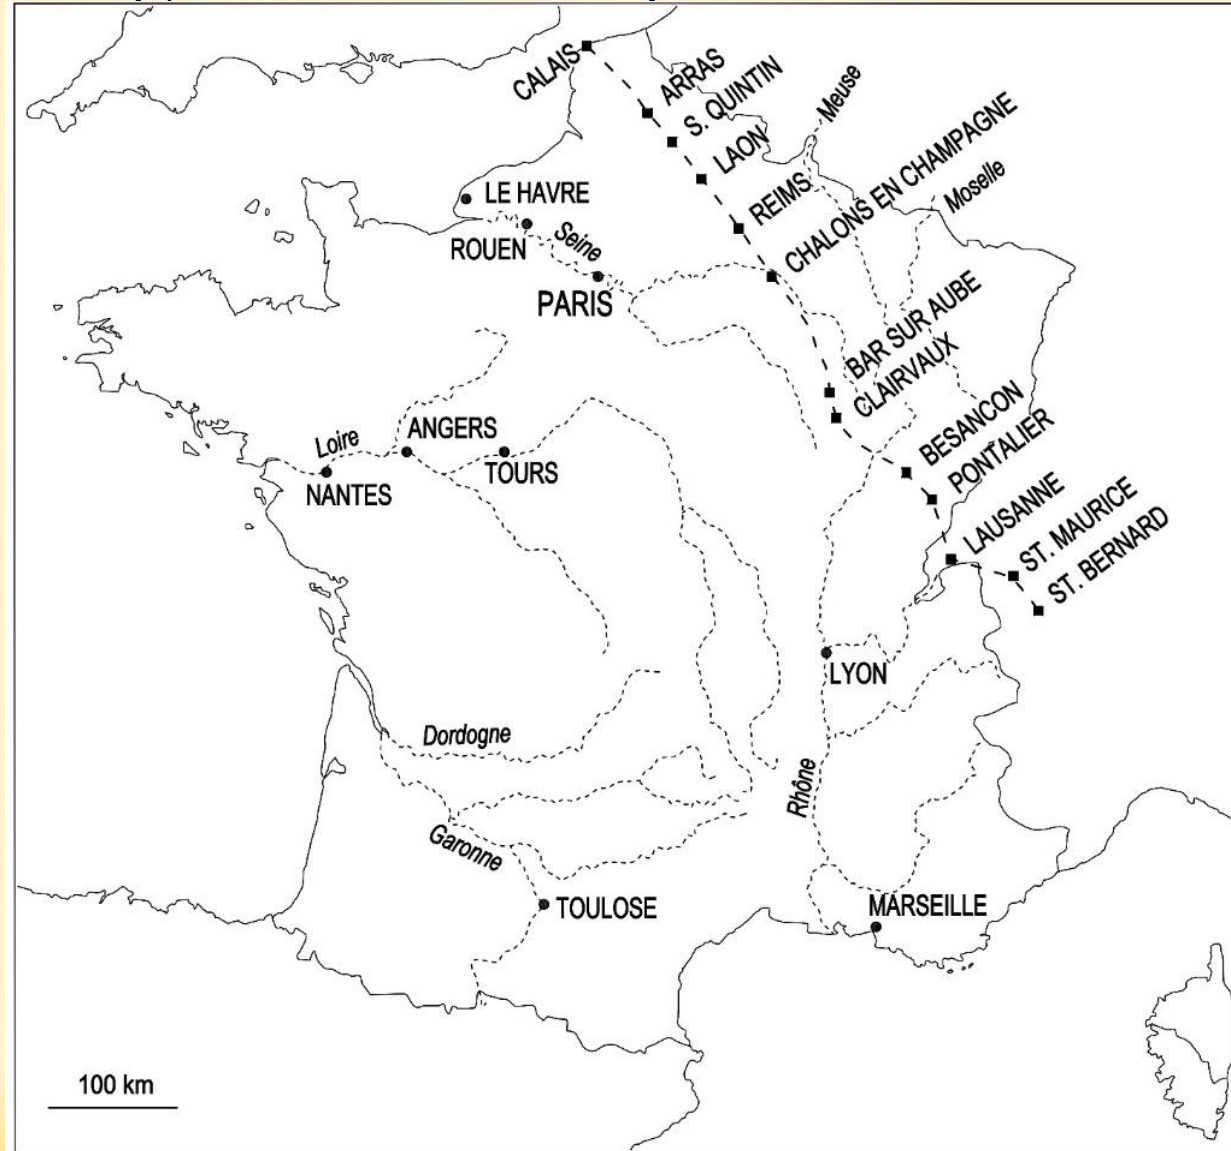 CALAIS
ARRAS
S. QUINTIN
LAON
REIMS
CHALONS EN CHAMPAGNE
Meuse
Moselle
LE HAVRE
ROUEN
Seine
PARIS
BAR SUR AUBE
CLAIRVAUX
BESANCON
PONTALIER
LAUSANNE
ST. MAURICE
ST. BERNARD
Loire
ANGERS
NANTES
TOURS
LYON
Dordogne
Rhône
Garonne
TOULOSE
MARSEILLE
100 km